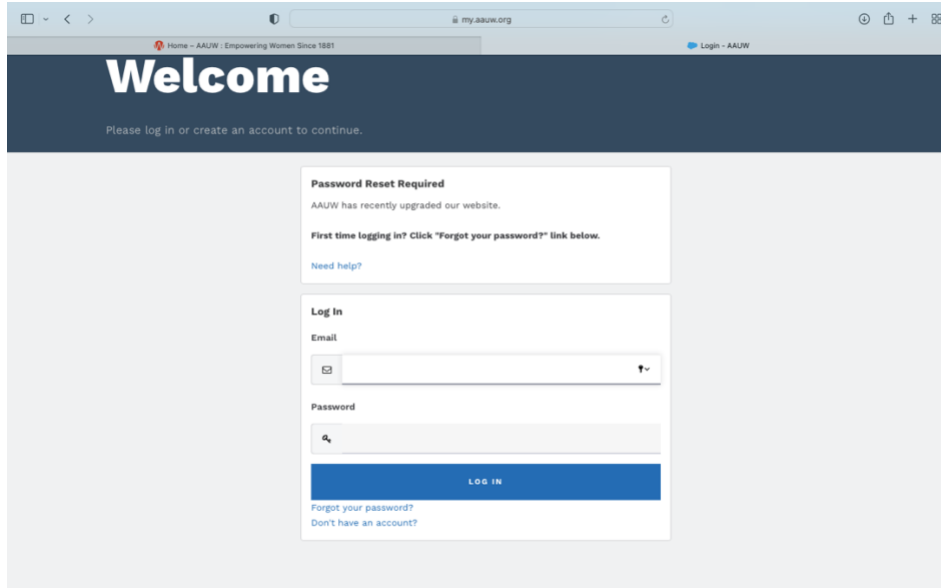 my.aauw.org
Home – AAUW : Empowering Women Since 1881
Login - AAUW
Welcome
Please log in or create an account to continue.
Password Reset Required
AAUW has recently upgraded our website.
First time logging in? Click "Forgot your password?" link below.
Need help?
Log In
Email
Password
LOG IN
Forgot your password?
Don't have an account?